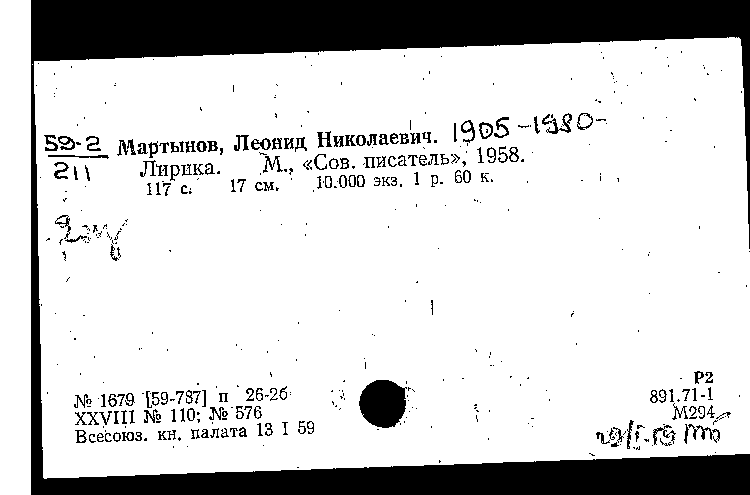 59-2 Мартынов, Леонид Николаевич. 1905-1980-
211 Лирика. М., «Сов. писатель», 1958.
117 с. 17 см. 10.000 экз. 1 р. 60 к.
№ 1679 [59-787] п 26-26
XXVIII № 110; № 576
Всесоюз. кн. палата 13 I 59
Р2
891.71-1
М294